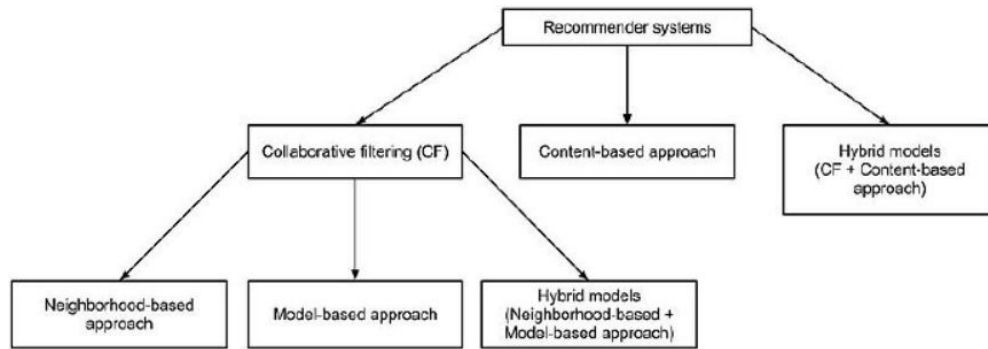 Recommender systems
Collaborative filtering (CF)
Content-based approach
Hybrid models
(CF + Content-based
approach)
Neighborhood-based
approach
Model-based approach
Hybrid models
(Neighborhood-based +
Model-based approach)